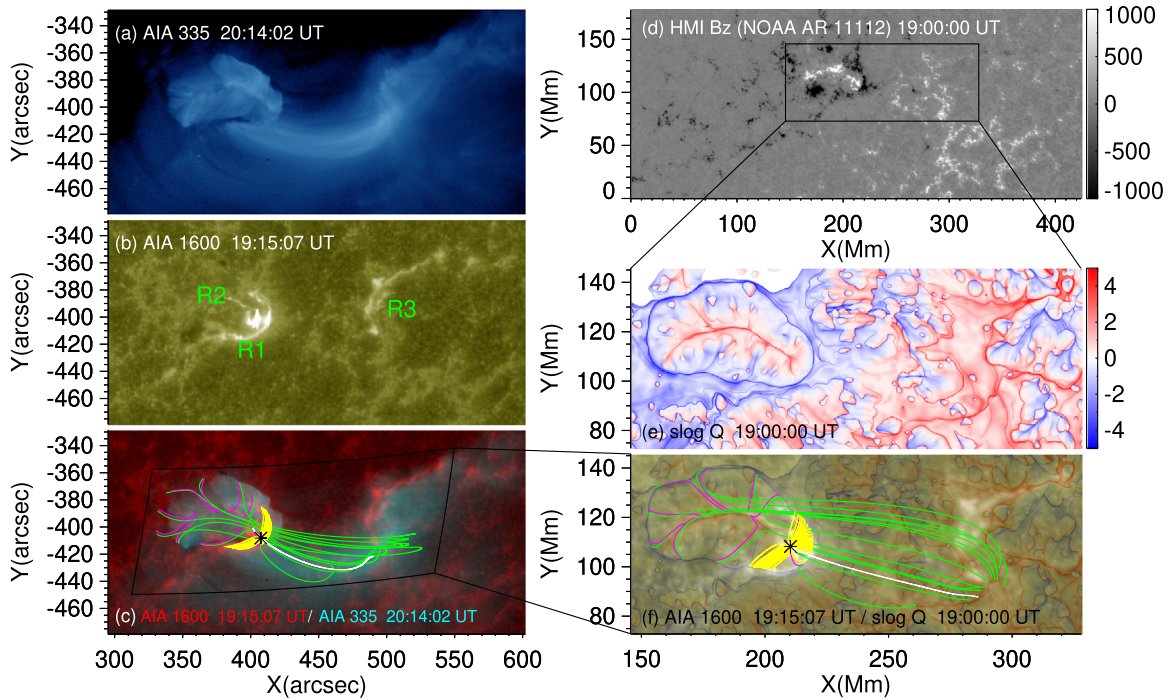 (a) AIA 335 20:14:02 UT
Y(arcsec)
-340
-360
-380
-400
-420
-440
-460
(b) AIA 1600 19:15:07 UT
R2
R1
R3
Y(arcsec)
-340
-360
-380
-400
-420
-440
-460
(c) AIA 1600 19:15:07 UT/ AIA 335 20:14:02 UT
Y(arcsec)
-340
-360
-380
-400
-420
-440
-460
300 350 400 450 500 550 600
X(arcsec)
(d) HMI Bz (NOAA AR 11112) 19:00:00 UT
Y(Mm)
150
100
50
0
0 100 200 300 400
X(Mm)
1000
500
0
-500
-1000
(e) slog Q 19:00:00 UT
Y(Mm)
140
120
100
80
4
2
0
-2
-4
(f) AIA 1600 19:15:07 UT / slog Q 19:00:00 UT
Y(Mm)
140
120
100
80
150 200 250 300
X(Mm)